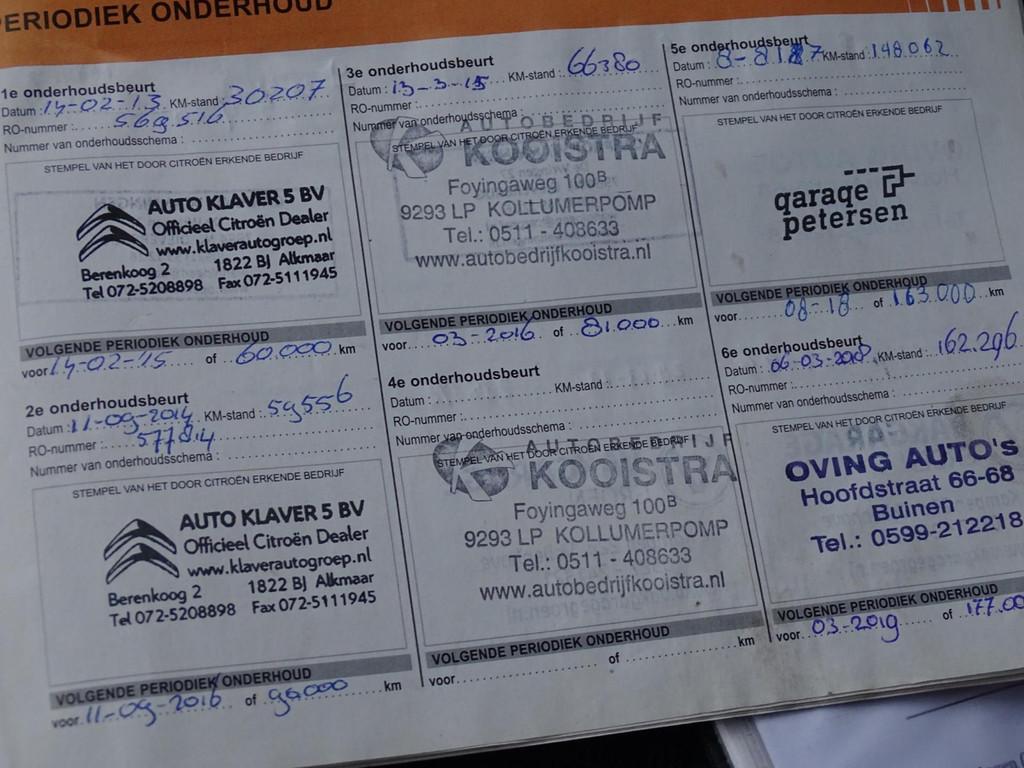 PERIODIEK ONDERHOUD
1e onderhoudsbeurt
Datum : 14-02-13 KM-stand : 30207
RO-nummer : 569516
Nummer van onderhoudsschema :
STEMPEL VAN HET DOOR CITROËN ERKENDE BEDRIJF
AUTO KLAVER 5 BV
Officieel Citroën Dealer
www.klaverautogroep.nl
Berenkoog 2 1822 BJ Alkmaar
Tel 072-5208898 Fax 072-5111945
VOLGENDE PERIODIEK ONDERHOUD
voor 14-02-15 of 60.000 km
2e onderhoudsbeurt
Datum : 11-09-2014 KM-stand : 59556
RO-nummer : 577814
Nummer van onderhoudsschema :
STEMPEL VAN HET DOOR CITROËN ERKENDE BEDRIJF
AUTO KLAVER 5 BV
Officieel Citroën Dealer
www.klaverautogroep.nl
Berenkoog 2 1822 BJ Alkmaar
Tel 072-5208898 Fax 072-5111945
VOLGENDE PERIODIEK ONDERHOUD
voor 11-09-2016 of 90000 km
3e onderhoudsbeurt
Datum : 13-3-15 KM-stand : 66380
RO-nummer :
Nummer van onderhoudsschema :
STEMPEL VAN HET DOOR CITROËN ERKENDE BEDRIJF
AUTOBEDRIJF
KOOISTRA
Foyingaweg 100B
9293 LP KOLLUMERPOMP
Tel.: 0511 - 408633
www.autobedrijfkooistra.nl
VOLGENDE PERIODIEK ONDERHOUD
voor 03-2016 of 81.000 km
4e onderhoudsbeurt
Datum : KM-stand :
RO-nummer :
Nummer van onderhoudsschema :
STEMPEL VAN HET DOOR CITROËN ERKENDE BEDRIJF
AUTOBEDRIJF
KOOISTRA
Foyingaweg 100B
9293 LP KOLLUMERPOMP
Tel.: 0511 - 408633
www.autobedrijfkooistra.nl
VOLGENDE PERIODIEK ONDERHOUD
voor of km
5e onderhoudsbeurt
Datum : KM-stand : 148.062
RO-nummer :
Nummer van onderhoudsschema :
STEMPEL VAN HET DOOR CITROËN ERKENDE BEDRIJF
garage
petersen
VOLGENDE PERIODIEK ONDERHOUD
voor 08-18 of 163.000 km
6e onderhoudsbeurt
Datum : 06-03-2018 KM-stand : 162.296
RO-nummer :
Nummer van onderhoudsschema :
STEMPEL VAN HET DOOR CITROËN ERKENDE BEDRIJF
OVING AUTO'S
Hoofdstraat 66-68
Buinen
Tel.: 0599-212218
VOLGENDE PERIODIEK ONDERHOUD
voor 03-2019 of 177.00